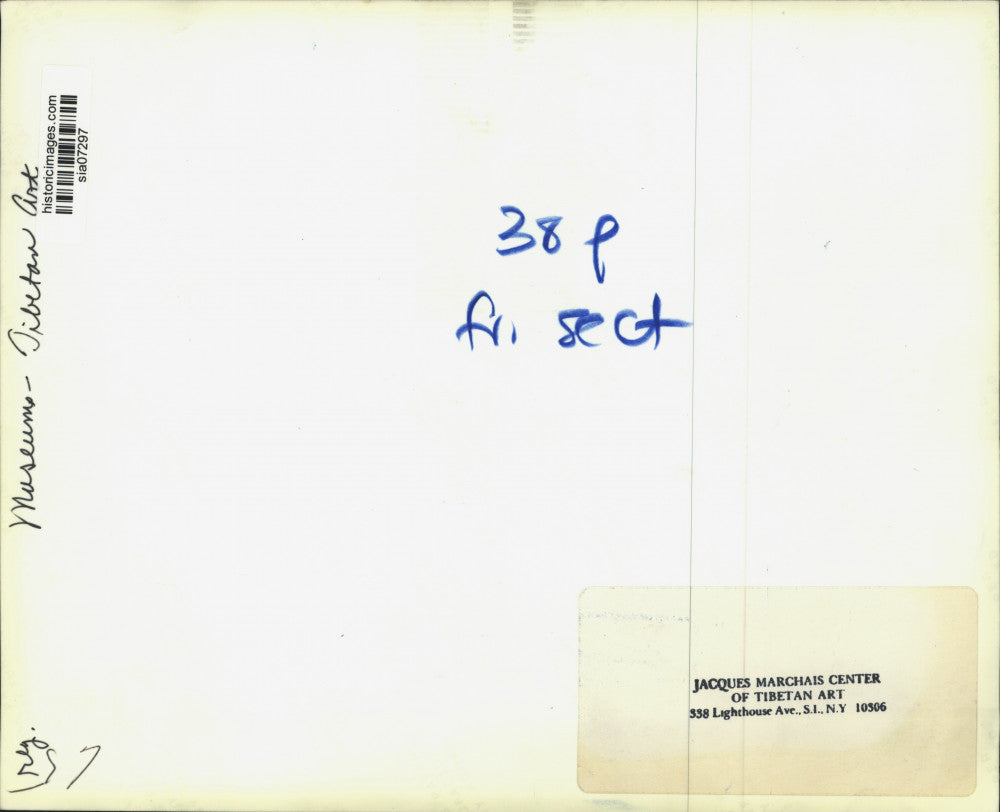 historicimages.com
sia07297
Museums- Tibetan Art
38 p
fri. sect
JACQUES MARCHAIS CENTER
OF TIBETAN ART
338 Lighthouse Ave., S.I., N.Y 10306